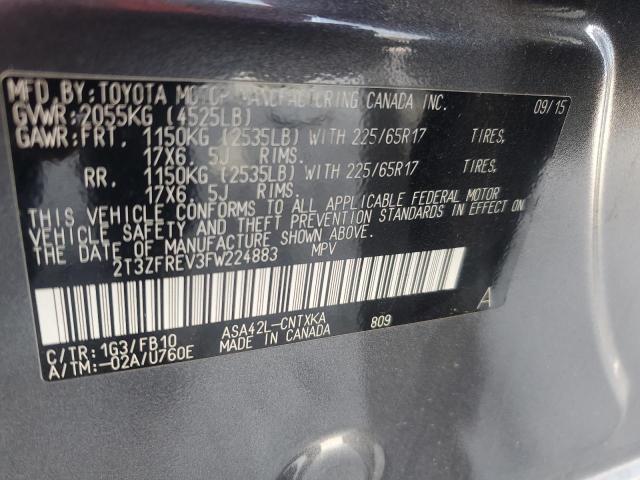 MFD.BY:TOYOTA MOTOR MANUFACTURING CANADA INC. 09/15
GVWR:2055KG (4525LB)
GAWR:FRT. 1150KG (2535LB) WITH 225/65R17 TIRES,
17X6. 5J RIMS.
RR. 1150KG (2535LB) WITH 225/65R17 TIRES,
17X6. 5J RIMS.
THIS VEHICLE CONFORMS TO ALL APPLICABLE FEDERAL MOTOR
VEHICLE SAFETY AND THEFT PREVENTION STANDARDS IN EFFECT ON
THE DATE OF MANUFACTURE SHOWN ABOVE.
2T3ZFREV3FW224883 MPV
A
C/TR:1G3/FB10 ASA42L-CNTXKA 809
A/TM:-02A/U760E MADE IN CANADA